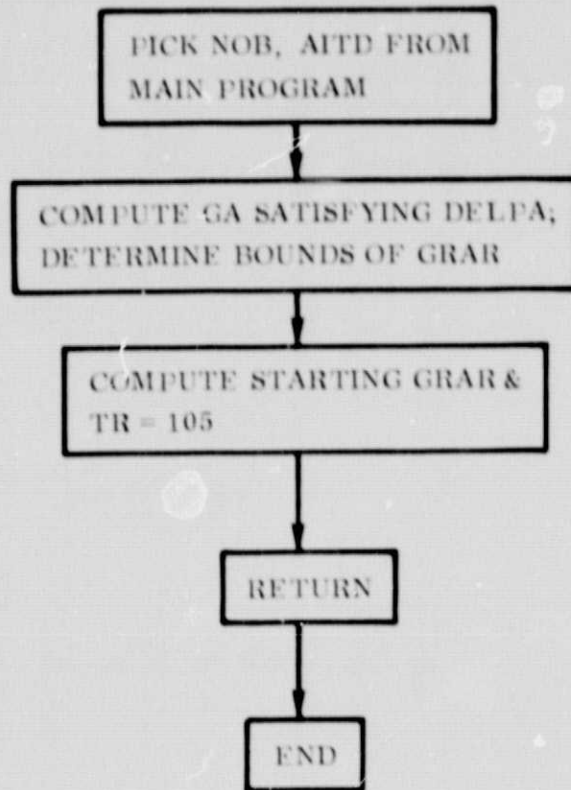 PICK NOB, AITD FROM
MAIN PROGRAM
COMPUTE GA SATISFYING DELPA;
DETERMINE BOUNDS OF GRAR
COMPUTE STARTING GRAR &
TR = 105
RETURN
END